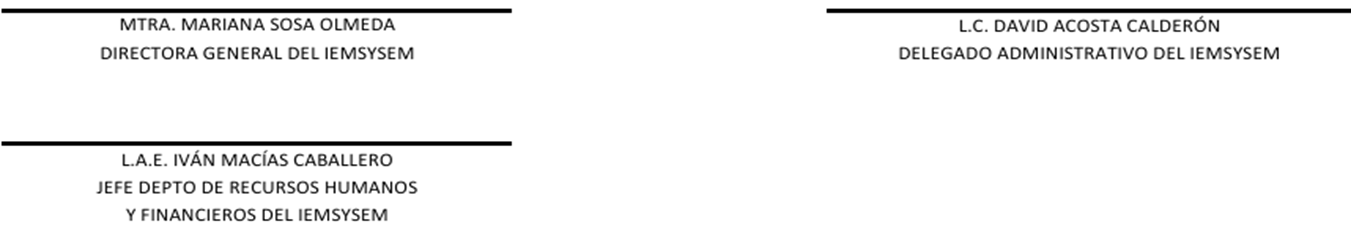 MTRA. MARIANA SOSA OLMEDA
DIRECTORA GENERAL DEL IEMSYSEM
L.C. DAVID ACOSTA CALDERÓN
DELEGADO ADMINISTRATIVO DEL IEMSYSEM
L.A.E. IVÁN MACÍAS CABALLERO
JEFE DEPTO DE RECURSOS HUMANOS
Y FINANCIEROS DEL IEMSYSEM